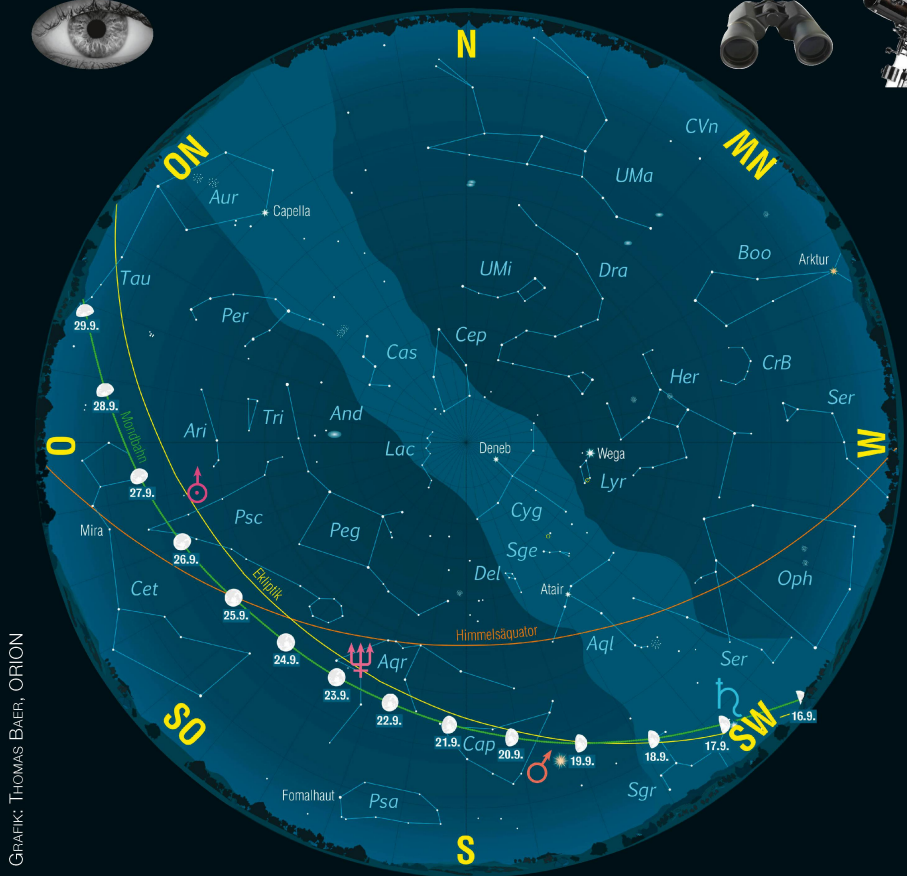 N
NO
NW
CVn
UMa
Aur
Capella
Boo
Arktur
Tau
UMi
Dra
29.9.
Per
Cep
Cas
CrB
Her
28.9.
Ser
Mondbahn
Ari
Tri
And
O
W
Lac
Deneb
Wega
Lyr
27.9.
Psc
Mira
Peg
Cyg
26.9.
Sge
Del
Oph
Cet
Ekliptik
Atair
25.9.
Himmelsäquator
Aql
24.9.
Aqr
Ser
23.9.
22.9.
SO
SW
16.9.
21.9.
Cap
20.9.
19.9.
18.9.
17.9.
Sgr
Fomalhaut
Psa
S
GRAFIK: THOMAS BAER, ORION